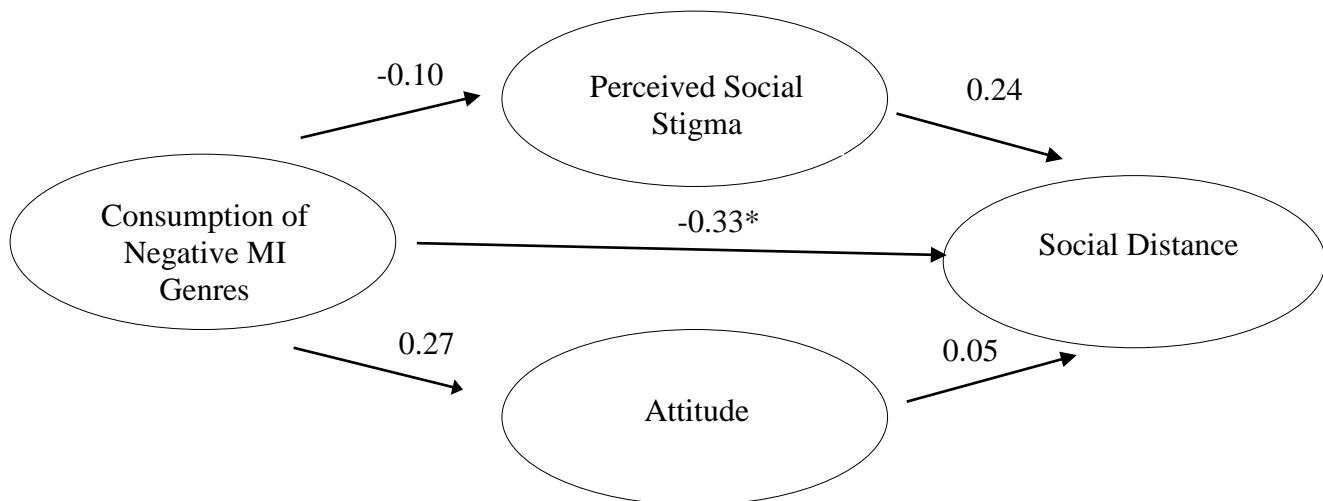 -0.10
Perceived Social
Stigma
0.24
Consumption of
Negative MI
Genres
-0.33*
Social Distance
0.27
Attitude
0.05